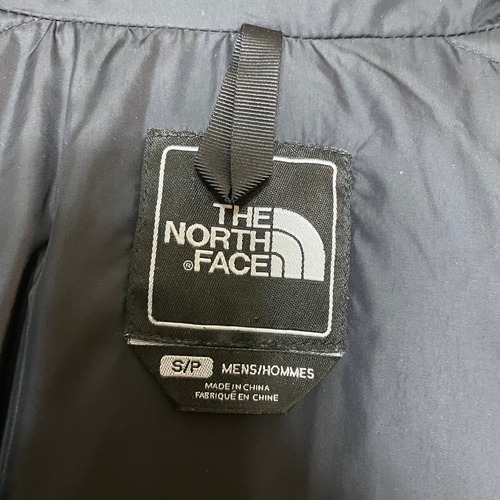 THE
NORTH
® FACE
S/P MENS/HOMMES
MADE IN CHINA
FABRIQUÉ EN CHINE